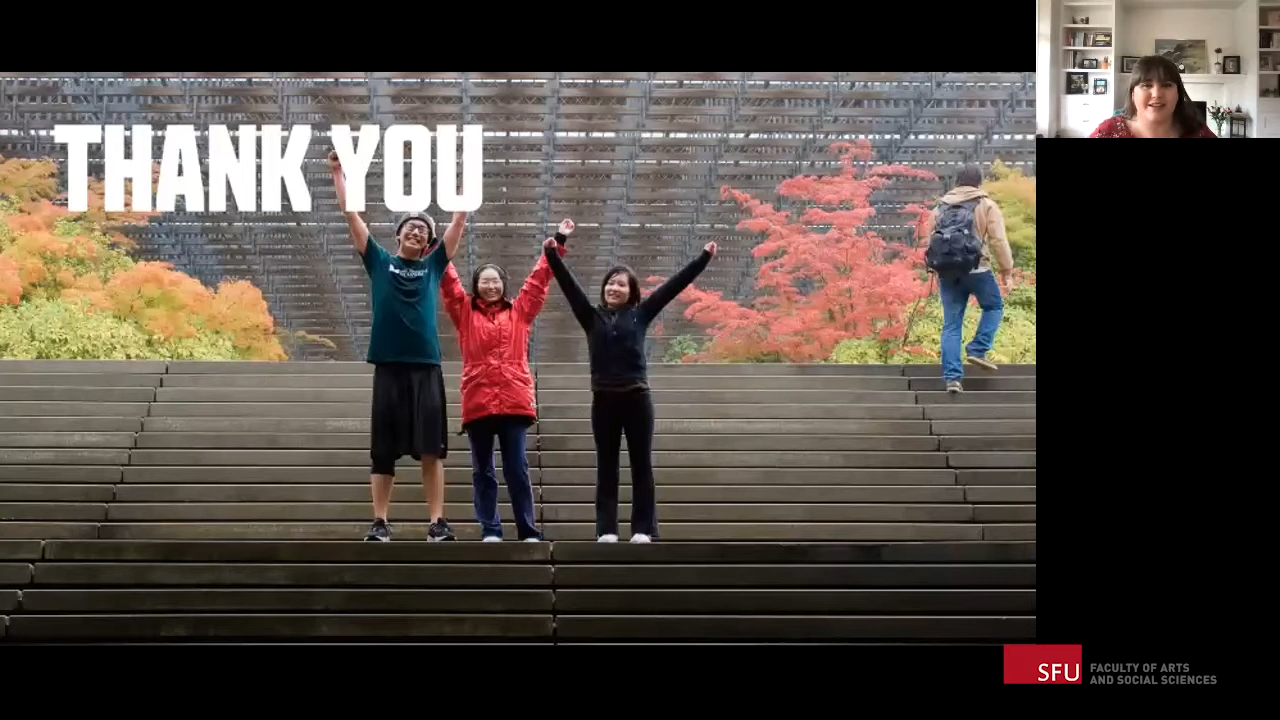 THANK YOU
SFU
FACULTY OF ARTS
AND SOCIAL SCIENCES